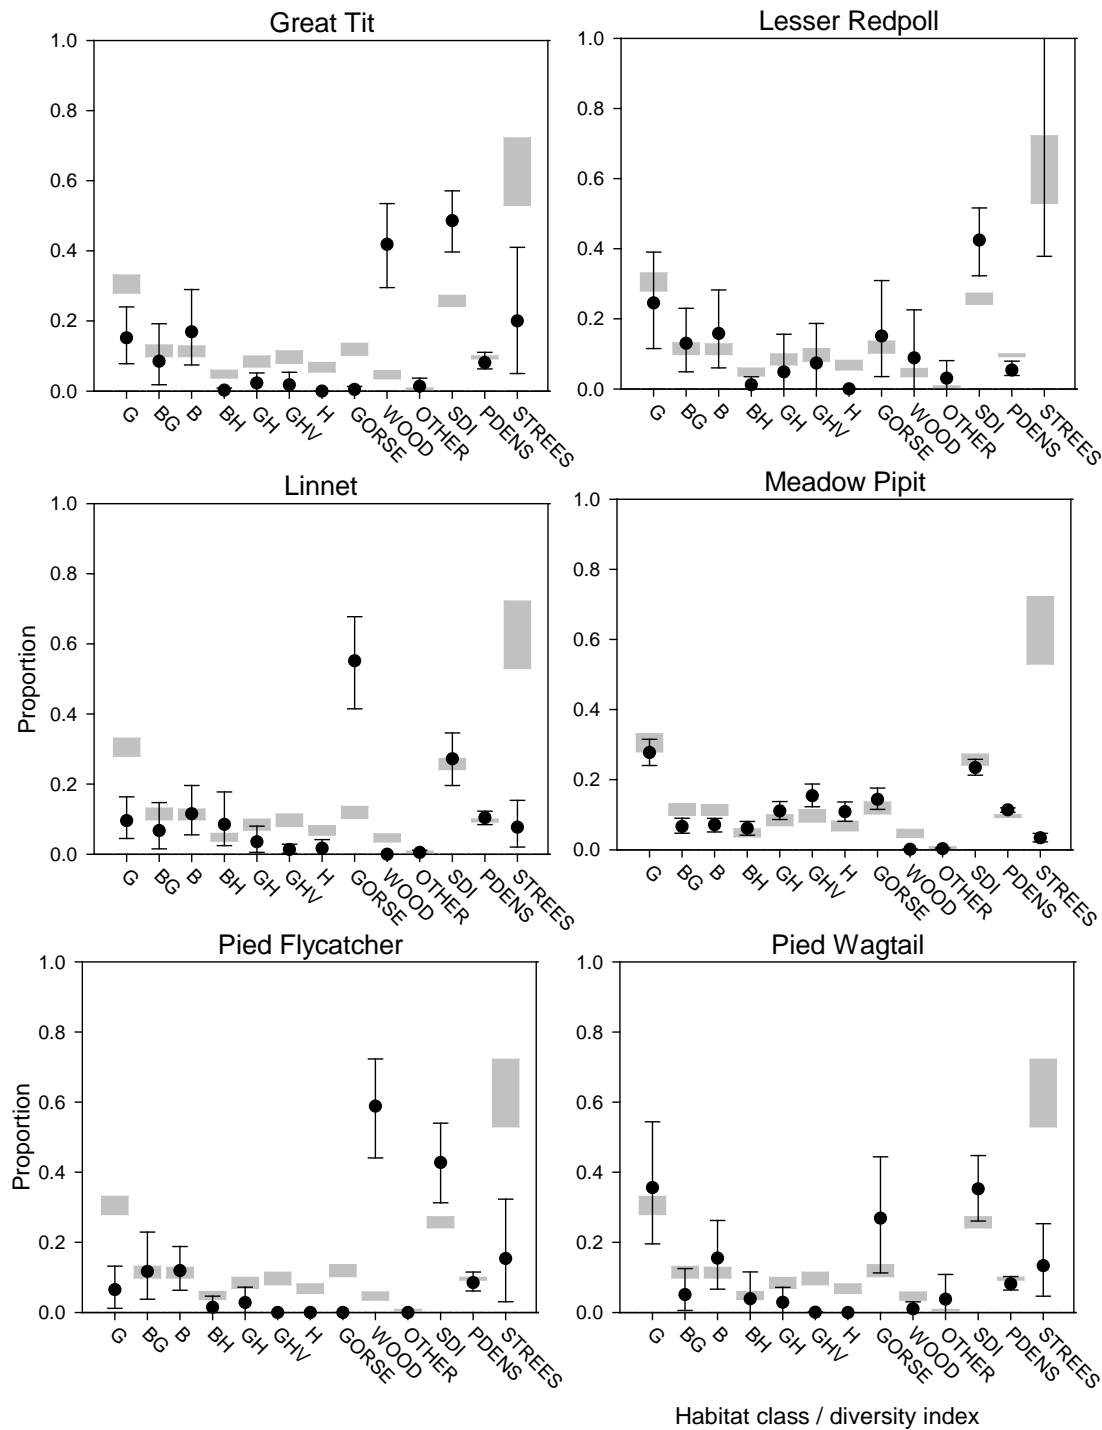 Great Tit
1.0
0.8
0.6
0.4
0.2
0.0
G
BG
B
BH
GH
GHV
H
GORSE
WOOD
OTHER
SDI
PDENS
STREES
Lesser Redpoll
1.0
0.8
0.6
0.4
0.2
0.0
G
BG
B
BH
GH
GHV
H
GORSE
WOOD
OTHER
SDI
PDENS
STREES
Linnet
Proportion
1.0
0.8
0.6
0.4
0.2
0.0
G
BG
B
BH
GH
GHV
H
GORSE
WOOD
OTHER
SDI
PDENS
STREES
Meadow Pipit
1.0
0.8
0.6
0.4
0.2
0.0
G
BG
B
BH
GH
GHV
H
GORSE
WOOD
OTHER
SDI
PDENS
STREES
Pied Flycatcher
Proportion
1.0
0.8
0.6
0.4
0.2
0.0
G
BG
B
BH
GH
GHV
H
GORSE
WOOD
OTHER
SDI
PDENS
STREES
Pied Wagtail
1.0
0.8
0.6
0.4
0.2
0.0
G
BG
B
BH
GH
GHV
H
GORSE
WOOD
OTHER
SDI
PDENS
STREES
Habitat class / diversity index